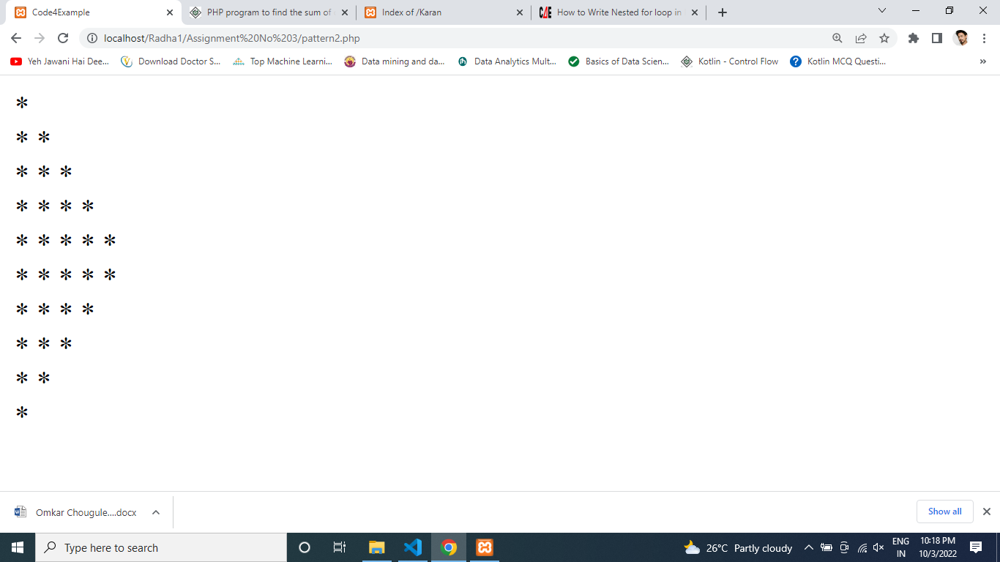 Code4Example PHP program to find the sum of Index of /Karan How to Write Nested for loop in
localhost/Radha1/Assignment%20No%203/pattern2.php
Yeh Jawani Hai Dee... Download Doctor S... Top Machine Learni... Data mining and da... Data Analytics Mult... Basics of Data Scien... Kotlin - Control Flow Kotlin MCQ Questi... »
*
* *
* * *
* * * *
* * * * *
* * * * *
* * * *
* * *
* *
*
Omkar Chougule....docx Show all
Type here to search 26°C Partly cloudy ENG 10:18 PM
IN 10/3/2022